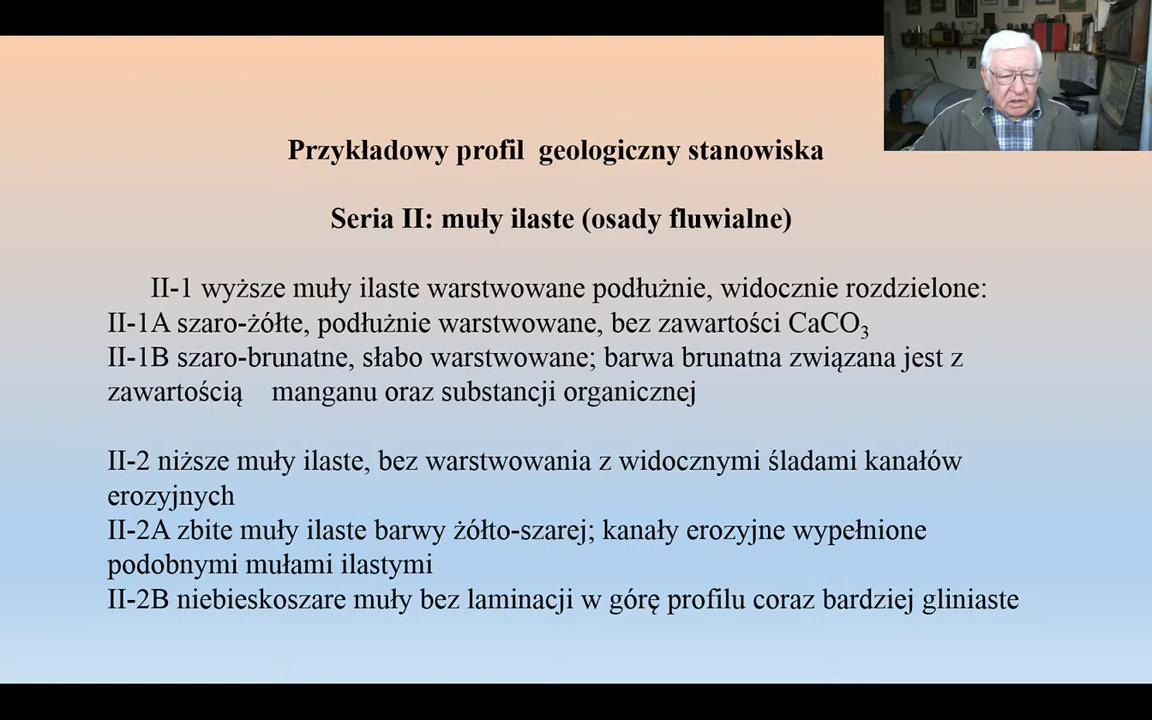 Przykładowy profil geologiczny stanowiska
Seria II: muły ilaste (osady fluwialne)
II-1 wyższe muły ilaste warstwowane podłużnie, widocznie rozdzielone:
II-1A szaro-żółte, podłużnie warstwowane, bez zawartości CaCO₃
II-1B szaro-brunatne, słabo warstwowane; barwa brunatna związana jest z
zawartością manganu oraz substancji organicznej
II-2 niższe muły ilaste, bez warstwowania z widocznymi śladami kanałów
erozyjnych
II-2A zbite muły ilaste barwy żółto-szarej; kanały erozyjne wypełnione
podobnymi mułami ilastymi
II-2B niebieskoszare muły bez laminacji w górę profilu coraz bardziej gliniaste